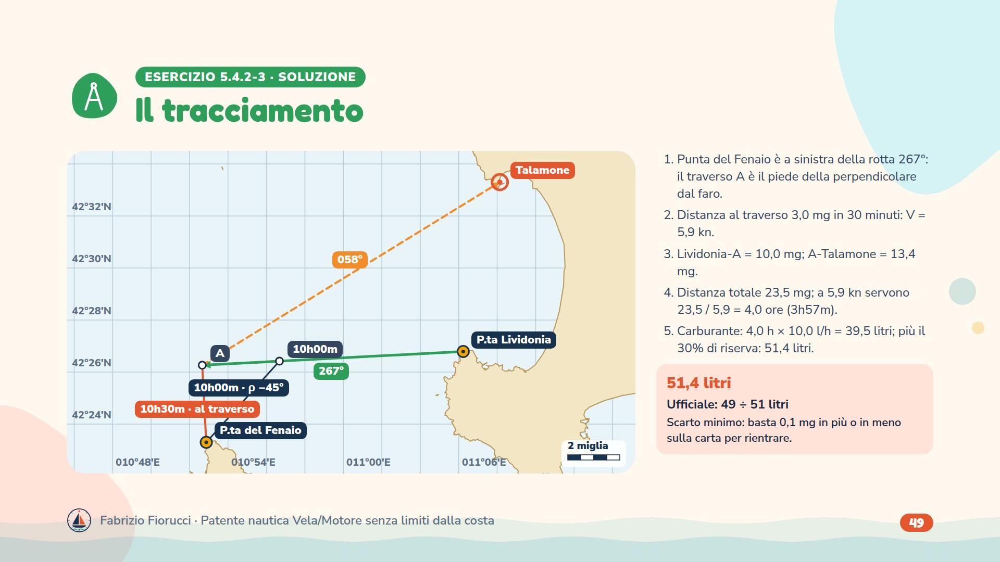 ESERCIZIO 5.4.2-3 · SOLUZIONE
Il tracciamento
Talamone
42°32'N
42°30'N
058°
42°28'N
P.ta Lividonia
10h00m
A
42°26'N
267°
10h00m · ρ −45°
10h30m · al traverso
42°24'N
P.ta del Fenaio
2 miglia
010°48'E
010°54'E
011°00'E
011°06'E
1. Punta del Fenaio è a sinistra della rotta 267°:
il traverso A è il piede della perpendicolare
dal faro.
2. Distanza al traverso 3,0 mg in 30 minuti: V =
5,9 kn.
3. Lividonia-A = 10,0 mg; A-Talamone = 13,4
mg.
4. Distanza totale 23,5 mg; a 5,9 kn servono
23,5 / 5,9 = 4,0 ore (3h57m).
5. Carburante: 4,0 h × 10,0 l/h = 39,5 litri; più il
30% di riserva: 51,4 litri.
51,4 litri
Ufficiale: 49 ÷ 51 litri
Scarto minimo: basta 0,1 mg in più o in meno
sulla carta per rientrare.
Fabrizio Fiorucci · Patente nautica Vela/Motore senza limiti dalla costa
49